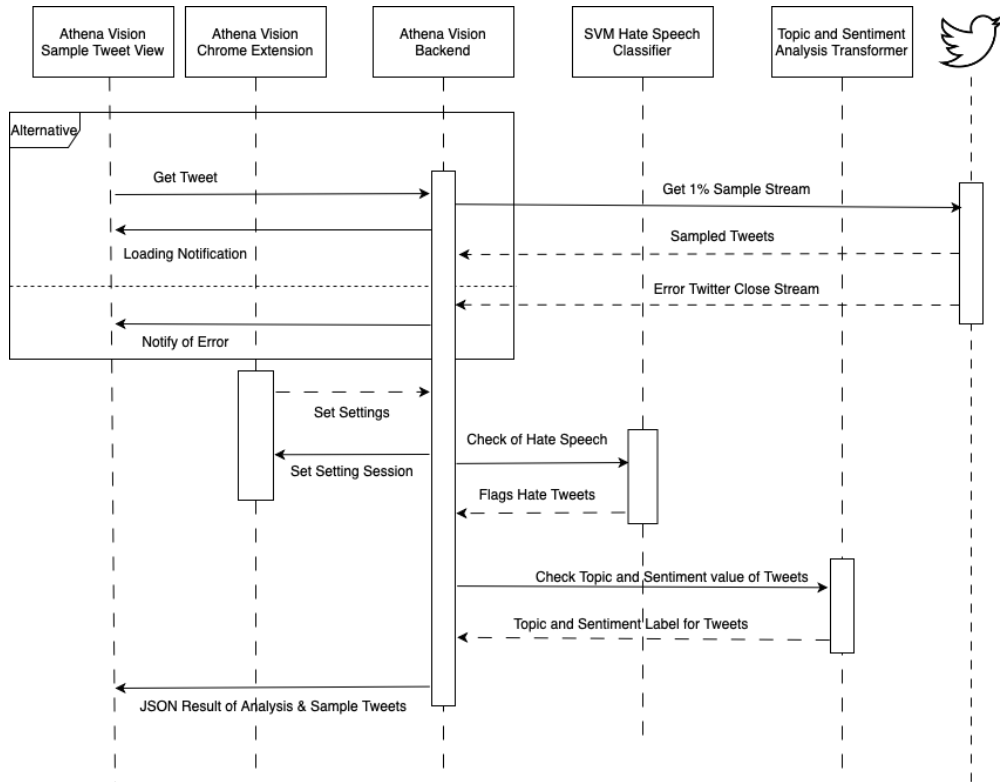 Athena Vision
Sample Tweet View
Athena Vision
Chrome Extension
Athena Vision
Backend
SVM Hate Speech
Classifier
Topic and Sentiment
Analysis Transformer
Alternative
Get Tweet
Get 1% Sample Stream
Sampled Tweets
Loading Notification
Error Twitter Close Stream
Notify of Error
Set Settings
Check of Hate Speech
Set Setting Session
Flags Hate Tweets
Check Topic and Sentiment value of Tweets
Topic and Sentiment Label for Tweets
JSON Result of Analysis & Sample Tweets